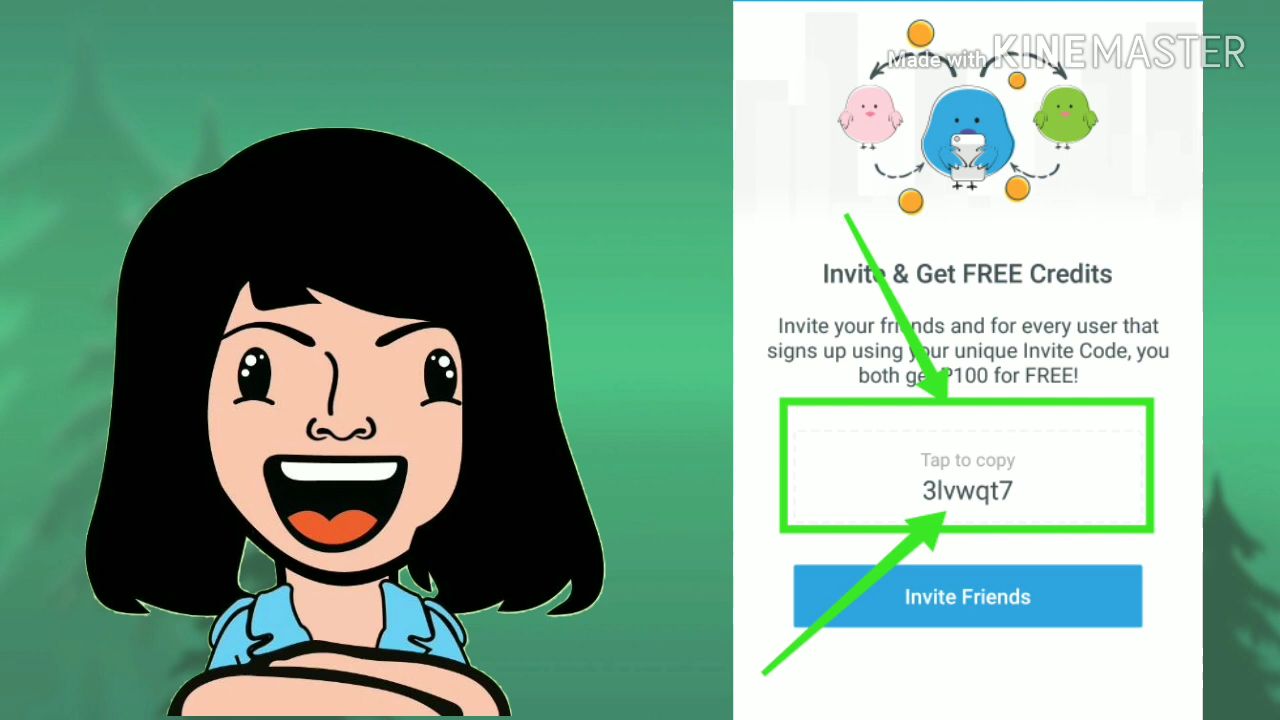 Made with KINEMASTER
Invite & Get FREE Credits
Invite your friends and for every user that
signs up using your unique Invite Code, you
both get ₱100 for FREE!
Tap to copy
3lvwqt7
Invite Friends